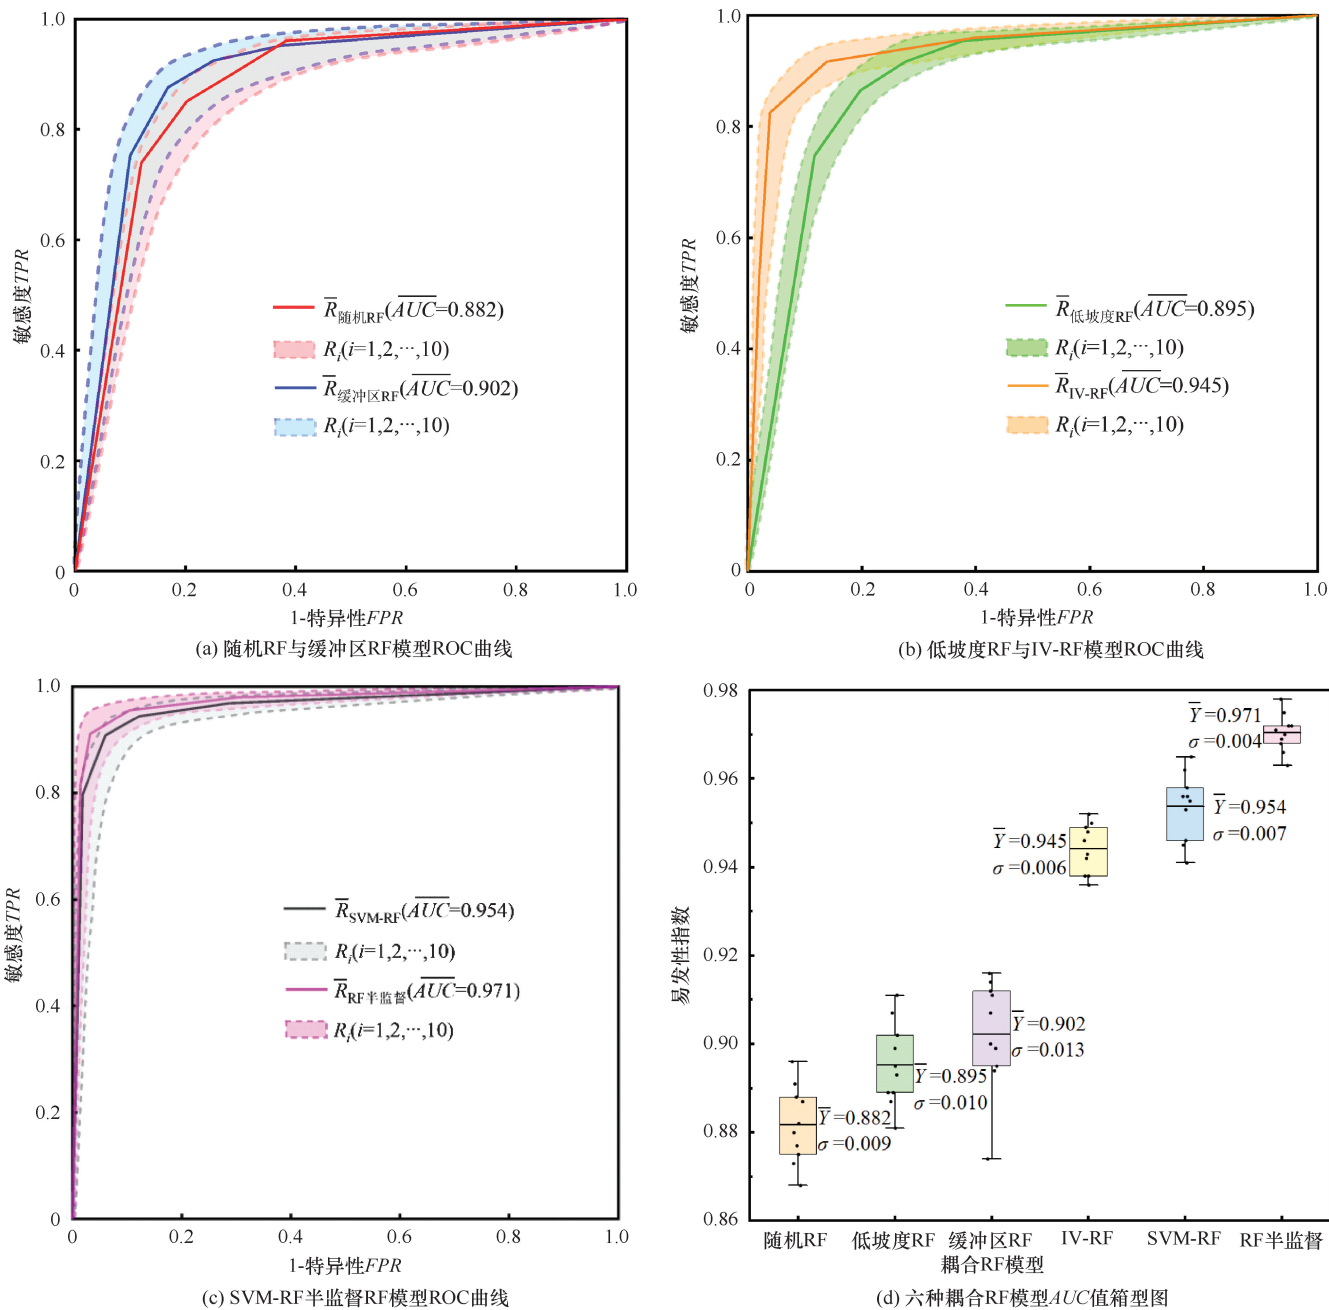 1.0
0.8
0.6
0.4
0.2
0
敏感度TPR
R̅随机RF(A̅U̅C̅=0.882)
Ri(i=1,2,···,10)
R̅缓冲区RF(A̅U̅C̅=0.902)
Ri(i=1,2,···,10)
0 0.2 0.4 0.6 0.8 1.0
1-特异性FPR
(a) 随机RF与缓冲区RF模型ROC曲线
1.0
0.8
0.6
0.4
0.2
0
敏感度TPR
R̅低坡度RF(A̅U̅C̅=0.895)
Ri(i=1,2,···,10)
R̅IV-RF(A̅U̅C̅=0.945)
Ri(i=1,2,···,10)
0 0.2 0.4 0.6 0.8 1.0
1-特异性FPR
(b) 低坡度RF与IV-RF模型ROC曲线
1.0
0.8
0.6
0.4
0.2
0
敏感度TPR
R̅SVM-RF(A̅U̅C̅=0.954)
Ri(i=1,2,···,10)
R̅RF半监督(A̅U̅C̅=0.971)
Ri(i=1,2,···,10)
0 0.2 0.4 0.6 0.8 1.0
1-特异性FPR
(c) SVM-RF半监督RF模型ROC曲线
0.98
0.96
0.94
0.92
0.90
0.88
0.86
易发性指数
Y̅=0.971
σ=0.004
Y̅=0.954
σ=0.007
Y̅=0.945
σ=0.006
Y̅=0.902
σ=0.013
Y̅=0.895
σ=0.010
Y̅=0.882
σ=0.009
随机RF 低坡度RF 缓冲区RF IV-RF SVM-RF RF半监督
耦合RF模型
(d) 六种耦合RF模型AUC值箱型图